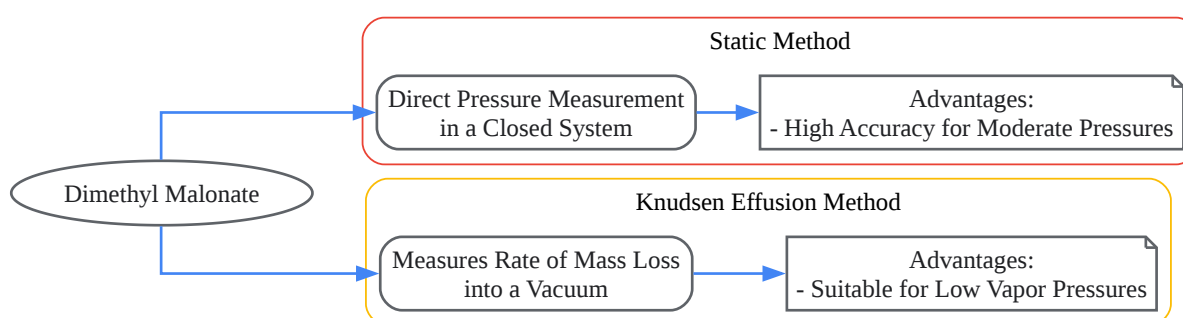 Static Method
Direct Pressure Measurement
in a Closed System
Advantages:
- High Accuracy for Moderate Pressures
Dimethyl Malonate
Knudsen Effusion Method
Measures Rate of Mass Loss
into a Vacuum
Advantages:
- Suitable for Low Vapor Pressures